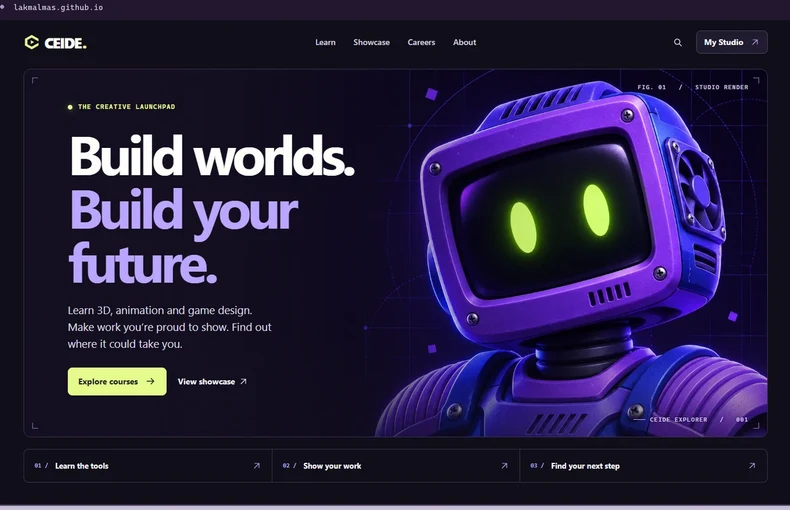 lakmalmas.github.io
CEIDE.
Learn
Showcase
Careers
About
My Studio
FIG. 01 / STUDIO RENDER
THE CREATIVE LAUNCHPAD
Build worlds.
Build your
future.
Learn 3D, animation and game design.
Make work you're proud to show. Find out
where it could take you.
Explore courses
View showcase
CEIDE EXPLORER / 001
01 / Learn the tools
02 / Show your work
03 / Find your next step